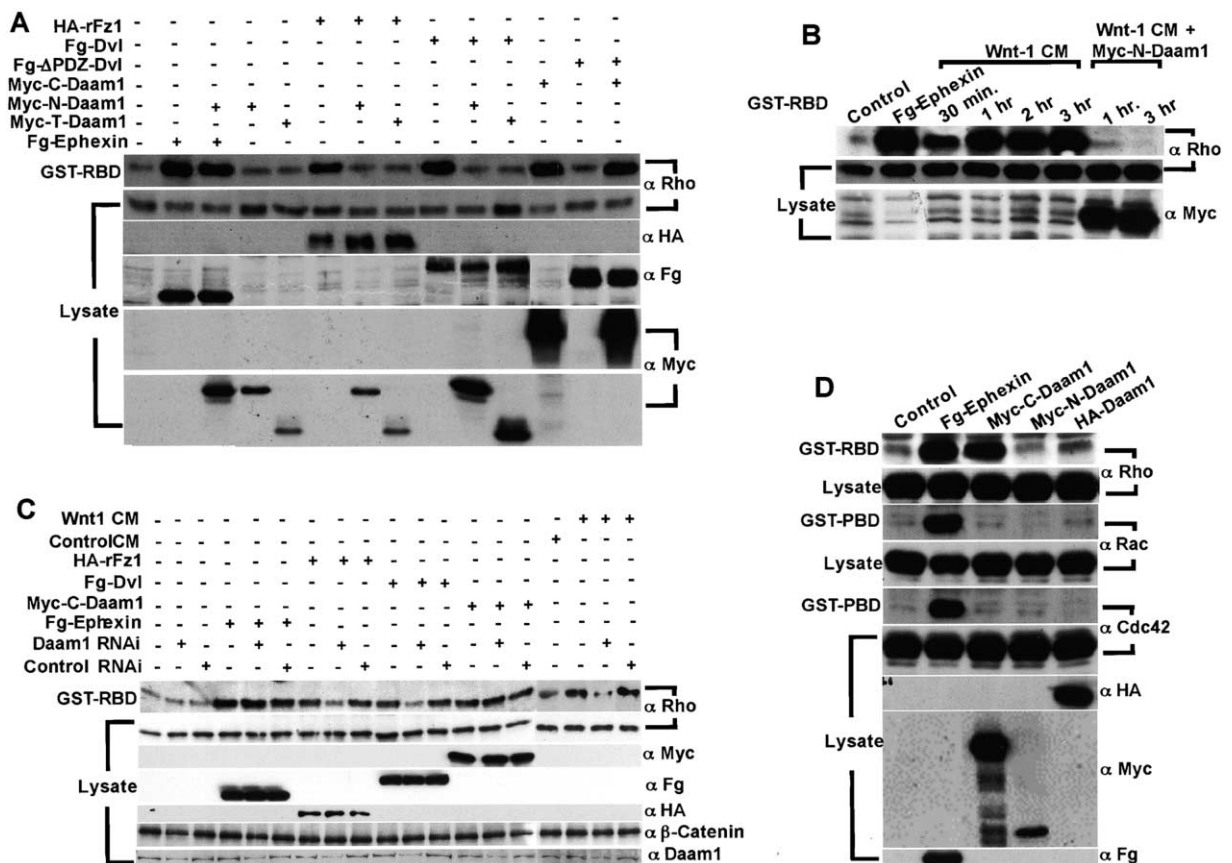 A
HA-rFz1 - - - - - + + + - - - - - -
Fg-Dvl - - - - - - - - + + + - - -
Fg-ΔPDZ-Dvl - - - - - - - - - - - - + +
Myc-C-Daam1 - - - - - - - - - - - + - +
Myc-N-Daam1 - - + + - - + - - + - - - -
Myc-T-Daam1 - - - - + - - + - - + - - -
Fg-Ephexin - + + - - - - - - - - - - -
GST-RBD
α Rho
α HA
α Fg
Lysate
α Myc
B
Wnt-1 CM
Wnt-1 CM +
Myc-N-Daam1
GST-RBD
Control
Fg-Ephexin
30 min.
1 hr
2 hr
3 hr
1 hr.
3 hr
α Rho
Lysate
α Myc
C
Wnt1 CM - - - - - - - - - - - - - - - - + + +
ControlCM - - - - - - - - - - - - - - - + - - -
HA-rFz1 - - - - - - + + + - - - - - - - - - -
Fg-Dvl - - - - - - - - - + + + - - - - - - -
Myc-C-Daam1 - - - - - - - - - - - - + + + - - - -
Fg-Ephexin - - - + + + - - - - - - - - - - - - -
Daam1 RNAi - + - - + - - + - - + - - + - - - + -
Control RNAi - - + - - + - - + - - + - - + - - - +
GST-RBD
α Rho
α Myc
α Fg
Lysate
α HA
α β-Catenin
α Daam1
D
Control
Fg-Ephexin
Myc-C-Daam1
Myc-N-Daam1
HA-Daam1
GST-RBD
α Rho
Lysate
GST-PBD
α Rac
Lysate
GST-PBD
α Cdc42
α HA
Lysate
α Myc
α Fg